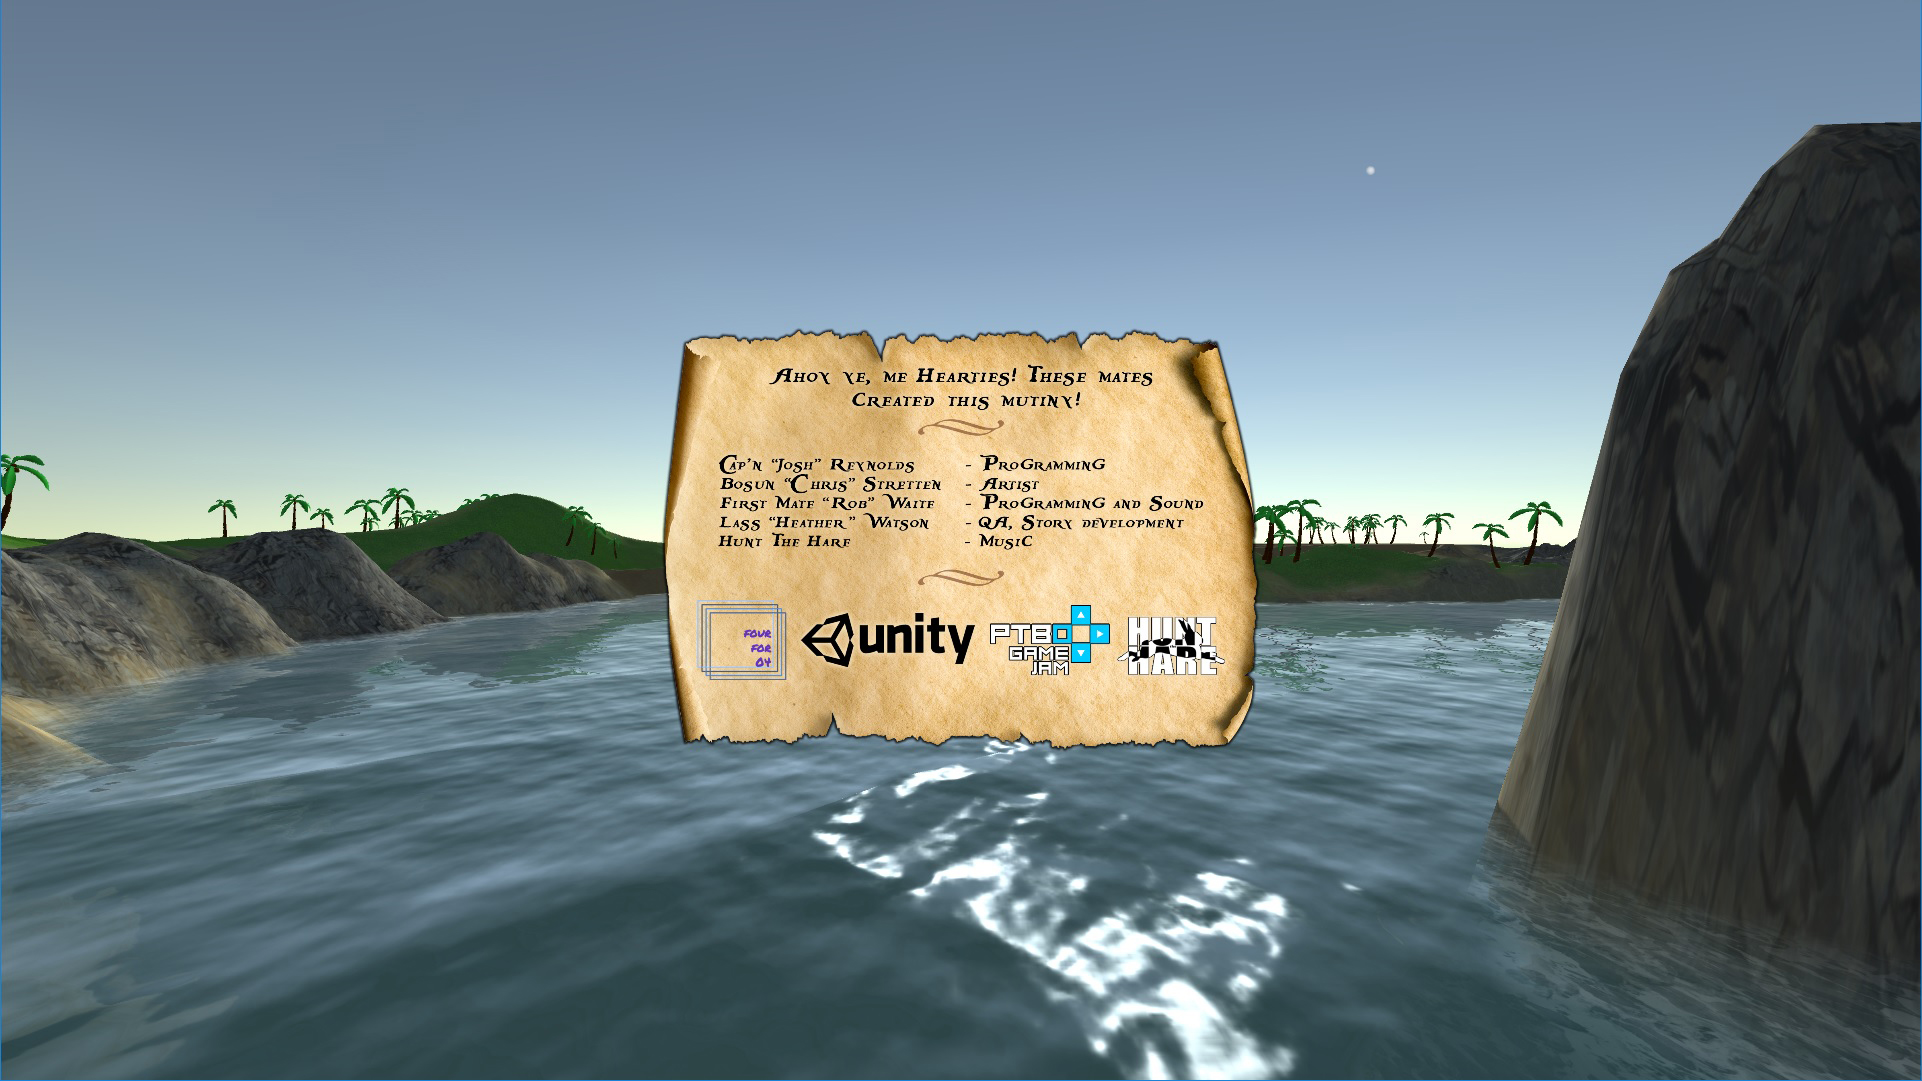 Ahoy ye, me Hearties! These mates
Created this mutiny!
Cap'n "Josh" Reynolds - Programming
Bosun "Chris" Stretten - Artist
First Mate "Rob" Waite - Programming and Sound
Lass "Heather" Watson - QA, Story development
Hunt The Hare - Music
FOUR
FOR
04
unity
PTBO
GAME
JAM
HUNT
THE
HARE